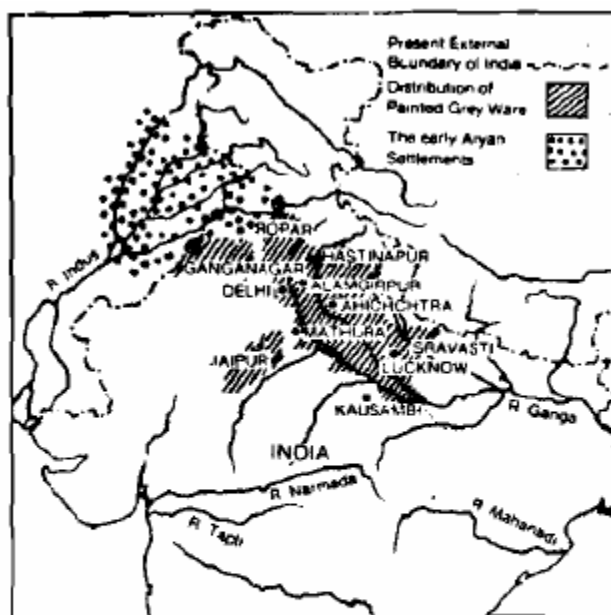 Present External
Boundary of India
Distribution of
Painted Grey Ware
The early Aryan
Settlements
ROPAR
R. Indus
HASTINAPUR
GANGANAGAR
ALAMGIRPUR
DELHI
AHICHCHTRA
MATHURA
SRAVASTI
JAIPUR
LUCKNOW
KAUSAMBI
R Ganga
INDIA
R Narmada
R Mahanadi
R Tapti